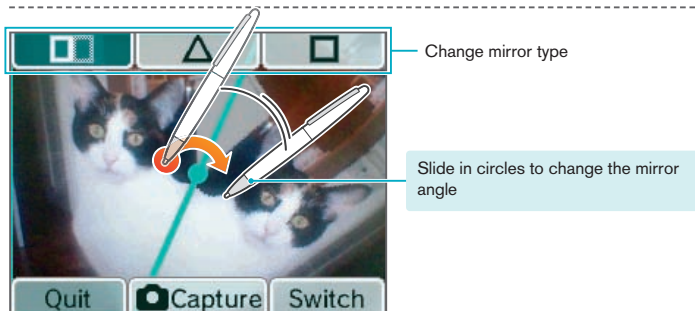 Change mirror type
Slide in circles to change the mirror
angle
Quit
Capture
Switch